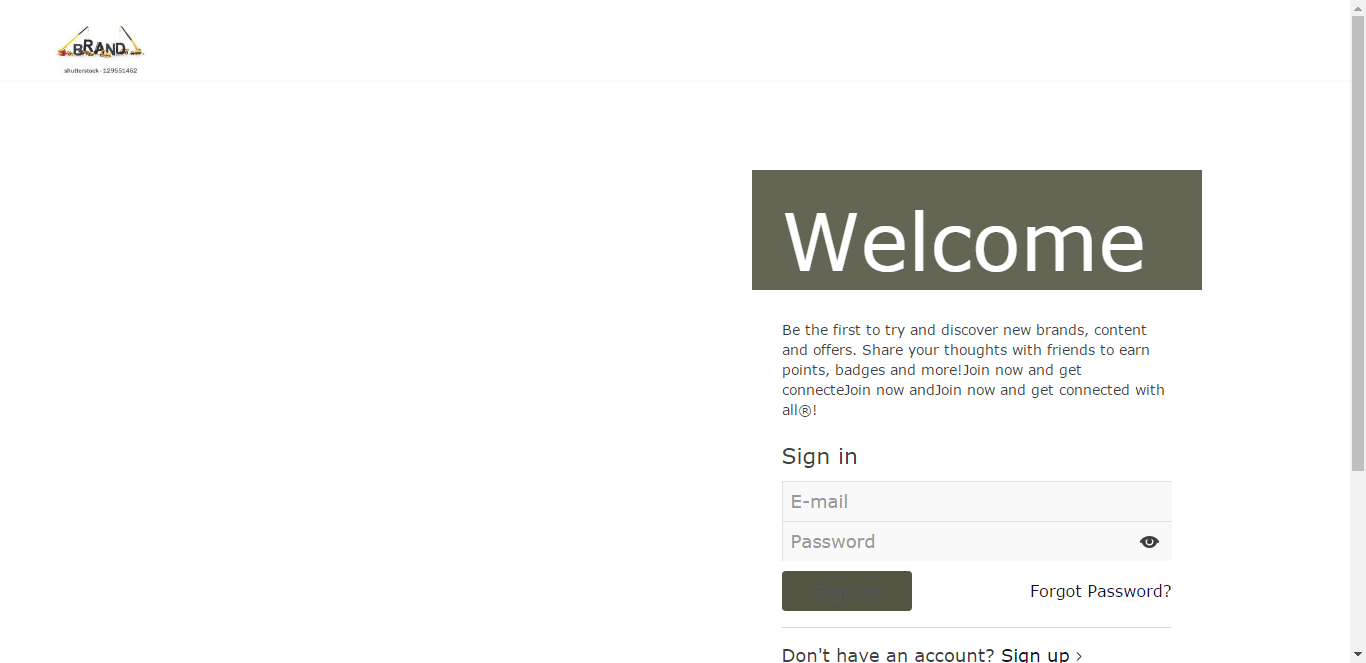 BRAND
shutterstock · 129551462
Welcome
Be the first to try and discover new brands, content
and offers. Share your thoughts with friends to earn
points, badges and more!Join now and get
connecteJoin now andJoin now and get connected with
all®!
Sign in
E-mail
Password
Sign in
Forgot Password?
Don't have an account? Sign up ›